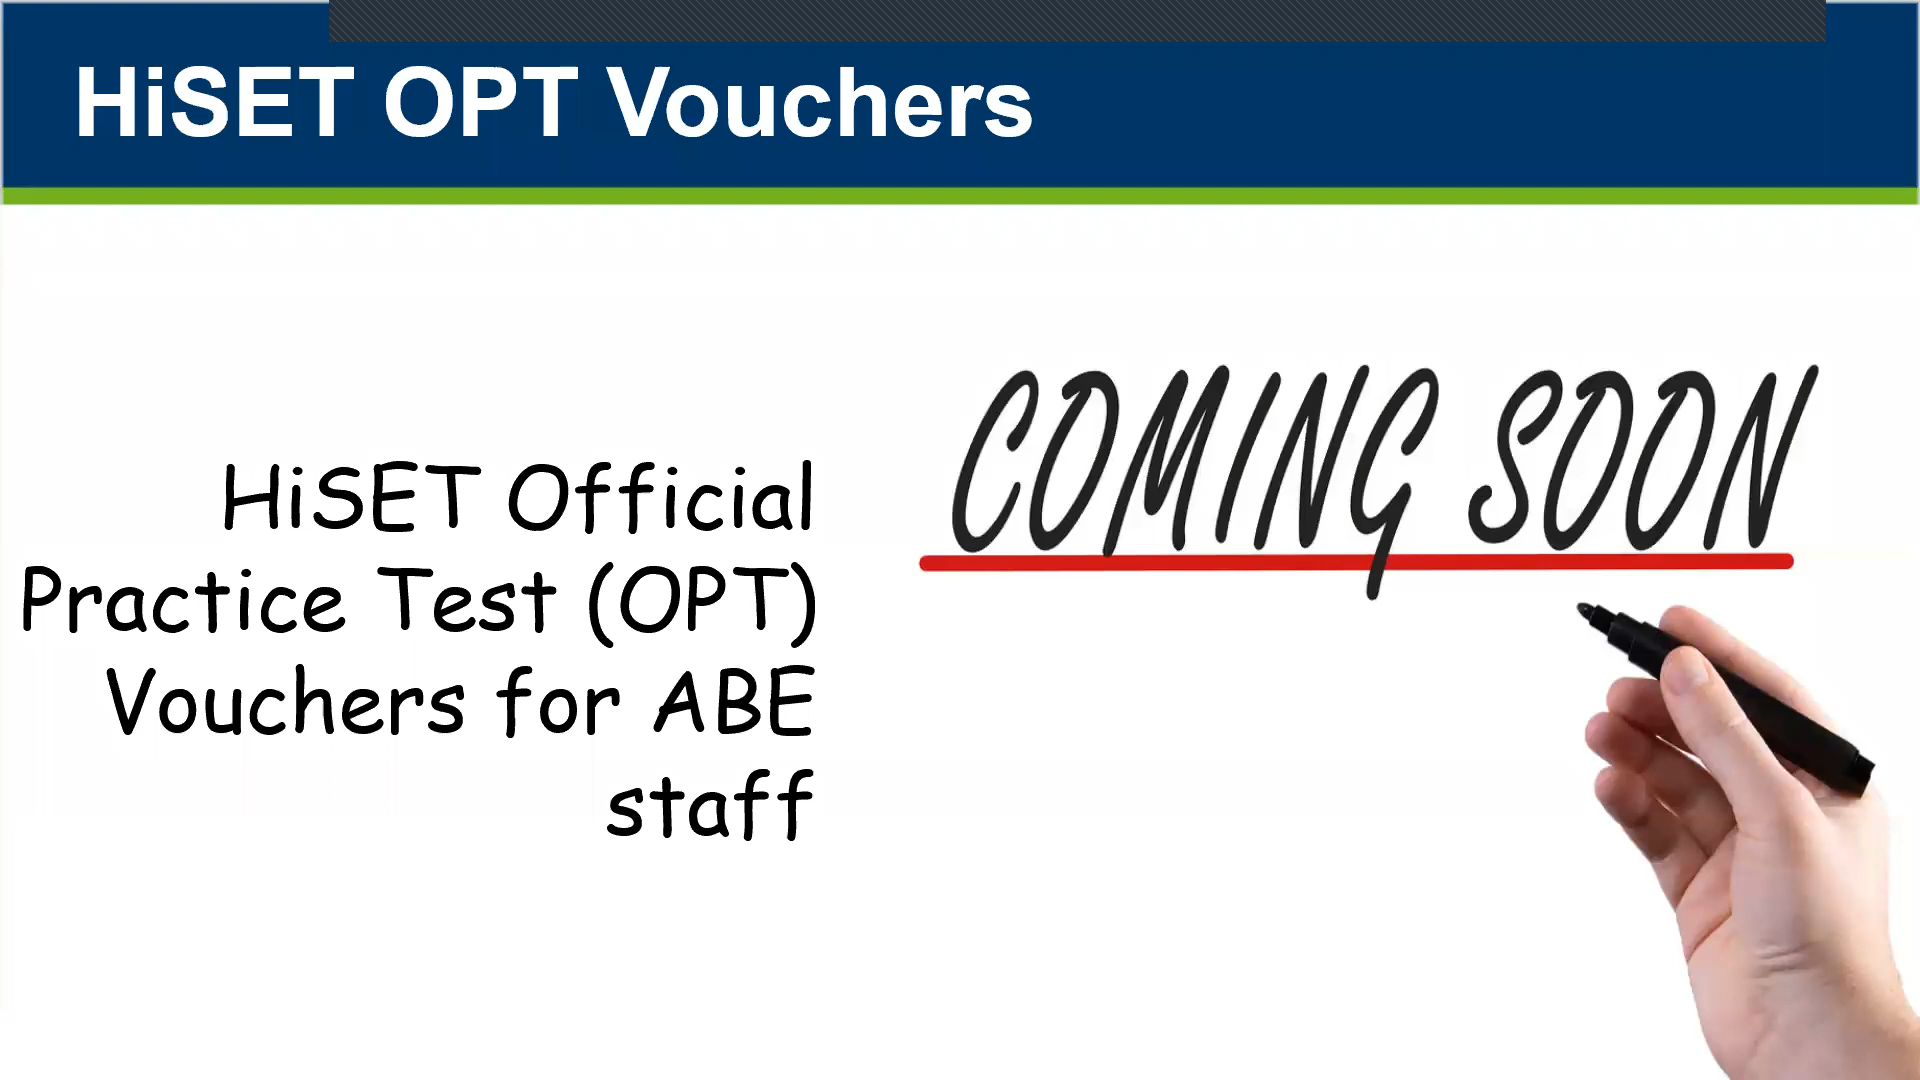 HiSET OPT Vouchers
HiSET Official
Practice Test (OPT)
Vouchers for ABE
staff
COMING SOON